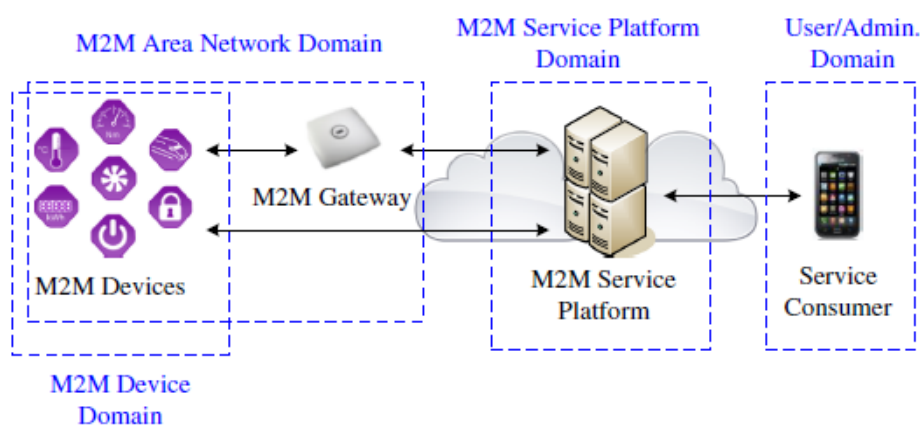 M2M Area Network Domain
M2M Service Platform
Domain
User/Admin.
Domain
°C
kWh
M2M Gateway
M2M Devices
M2M Service
Platform
Service
Consumer
M2M Device
Domain